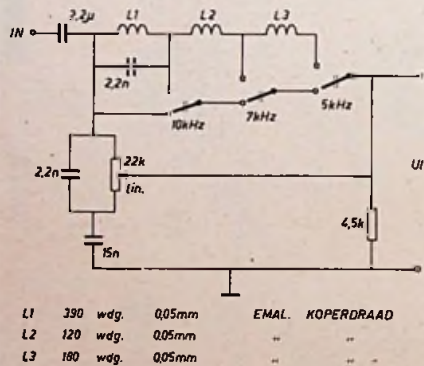 2,2µ L1 L2 L3
IN
2,2n
10kHz 7kHz 5kHz
2,2n 22k
lin.
UI
4,5k
15n
L1 390 wdg. 0,05mm EMAL. KOPERDRAAD
L2 120 wdg. 0,05mm " "
L3 180 wdg. 0,05mm " "